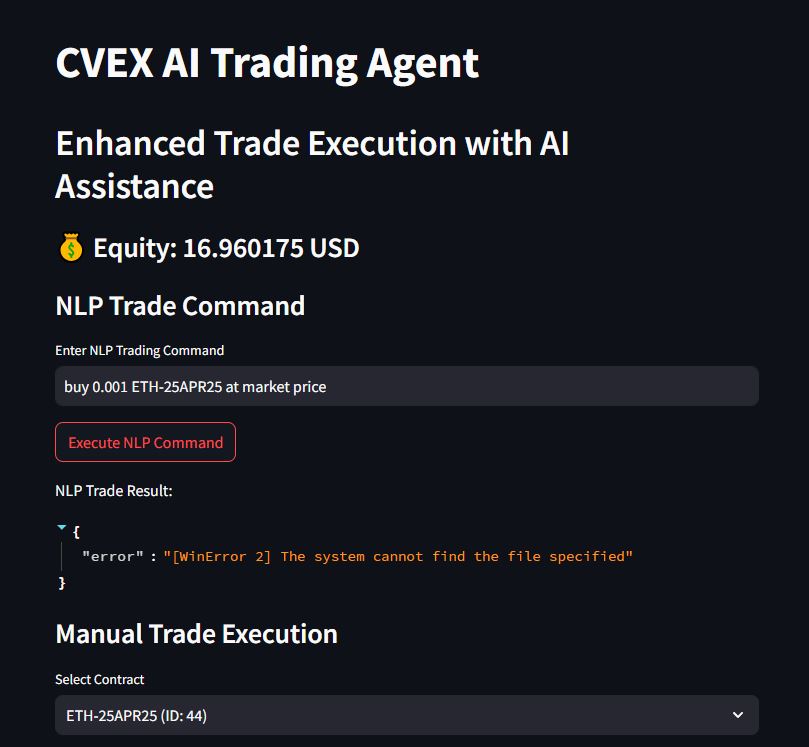 CVEX AI Trading Agent
Enhanced Trade Execution with AI
Assistance
💰 Equity: 16.960175 USD
NLP Trade Command
Enter NLP Trading Command
buy 0.001 ETH-25APR25 at market price
Execute NLP Command
NLP Trade Result:
{
"error" : "[WinError 2] The system cannot find the file specified"
}
Manual Trade Execution
Select Contract
ETH-25APR25 (ID: 44)